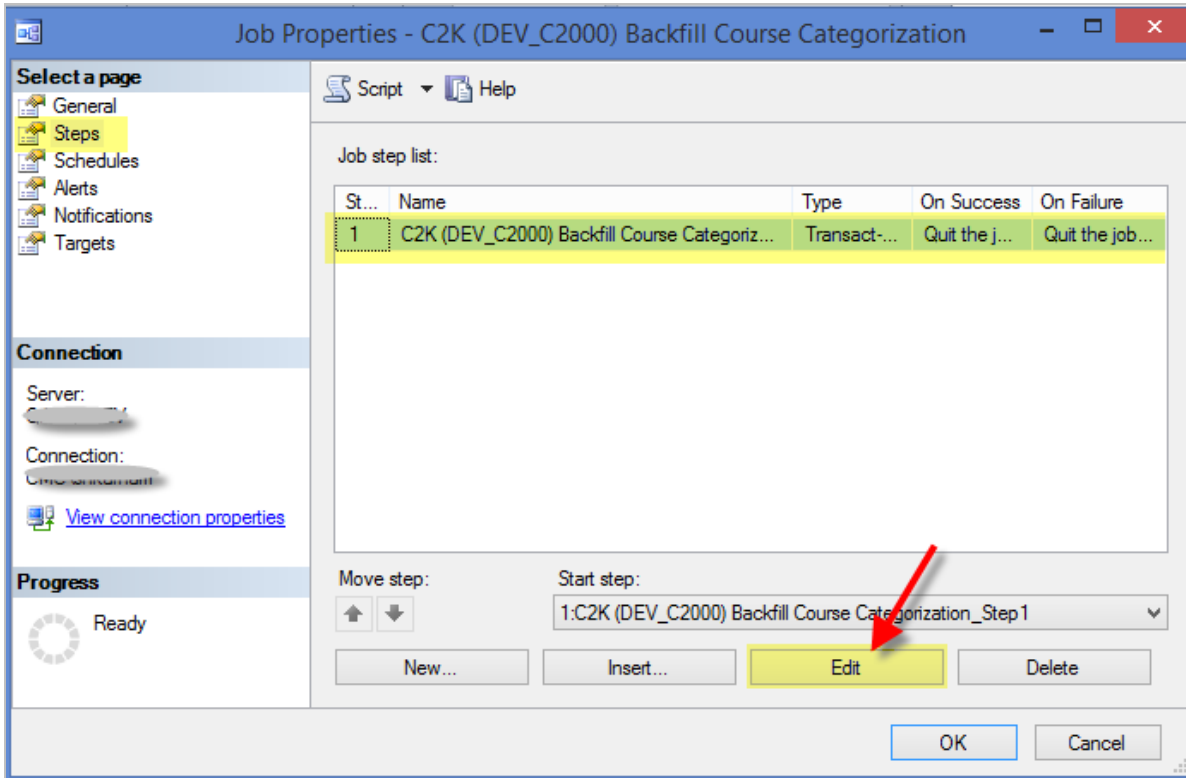 Job Properties - C2K (DEV_C2000) Backfill Course Categorization
Select a page
General
Steps
Schedules
Alerts
Notifications
Targets
Script
Help
Job step list:
St... Name Type On Success On Failure
1 C2K (DEV_C2000) Backfill Course Categoriz... Transact-... Quit the j... Quit the job...
Connection
Server:
Connection:
View connection properties
Progress
Ready
Move step:
Start step:
1:C2K (DEV_C2000) Backfill Course Categorization_Step1
New...
Insert...
Edit
Delete
OK
Cancel